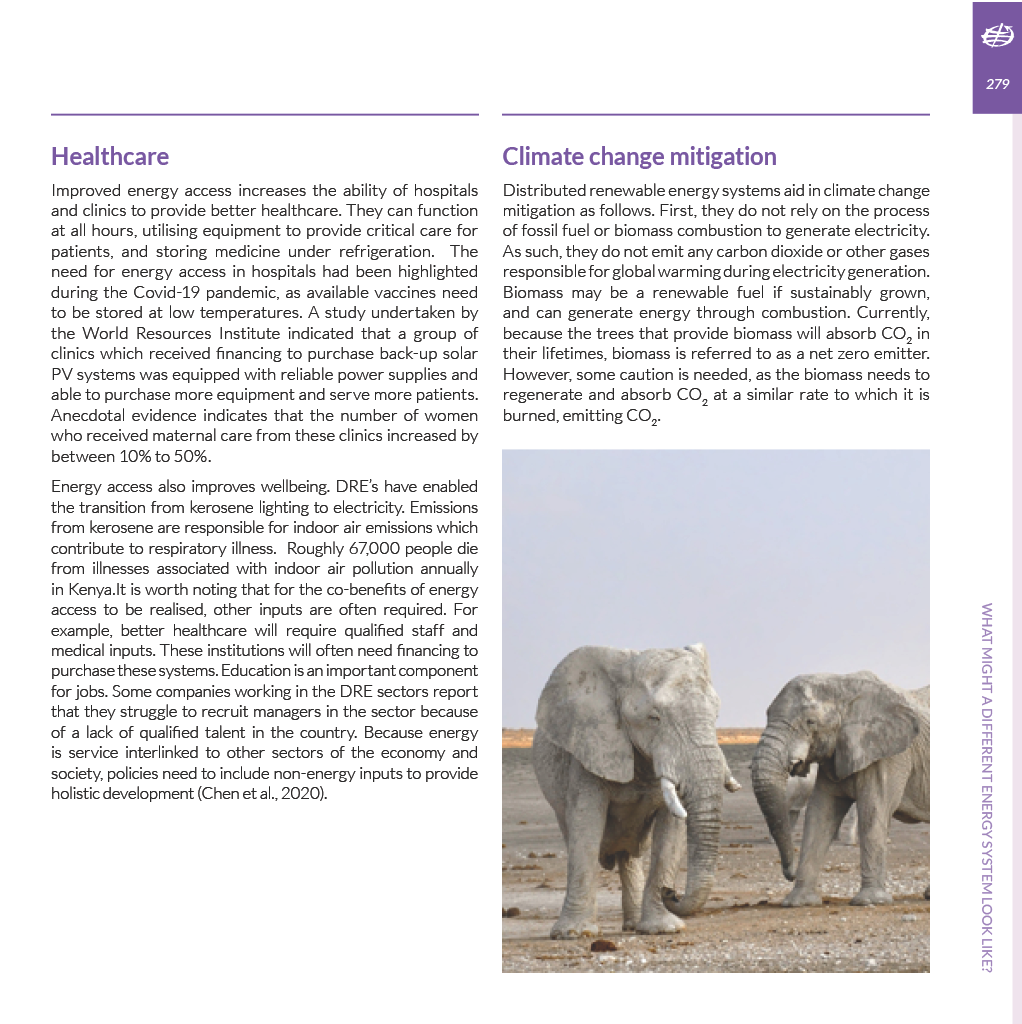 279
Healthcare
Improved energy access increases the ability of hospitals
and clinics to provide better healthcare. They can function
at all hours, utilising equipment to provide critical care for
patients, and storing medicine under refrigeration.  The
need for energy access in hospitals had been highlighted
during the Covid-19 pandemic, as available vaccines need
to be stored at low temperatures. A study undertaken by
the World Resources Institute indicated that a group of
clinics which received financing to purchase back-up solar
PV systems was equipped with reliable power supplies and
able to purchase more equipment and serve more patients.
Anecdotal evidence indicates that the number of women
who received maternal care from these clinics increased by
between 10% to 50%.
Energy access also improves wellbeing. DRE's have enabled
the transition from kerosene lighting to electricity. Emissions
from kerosene are responsible for indoor air emissions which
contribute to respiratory illness.  Roughly 67,000 people die
from illnesses associated with indoor air pollution annually
in Kenya.It is worth noting that for the co-benefits of energy
access to be realised, other inputs are often required. For
example, better healthcare will require qualified staff and
medical inputs. These institutions will often need financing to
purchase these systems. Education is an important component
for jobs. Some companies working in the DRE sectors report
that they struggle to recruit managers in the sector because
of a lack of qualified talent in the country. Because energy
is service interlinked to other sectors of the economy and
society, policies need to include non-energy inputs to provide
holistic development (Chen et al., 2020).
Climate change mitigation
Distributed renewable energy systems aid in climate change
mitigation as follows. First, they do not rely on the process
of fossil fuel or biomass combustion to generate electricity.
As such, they do not emit any carbon dioxide or other gases
responsible for global warming during electricity generation.
Biomass may be a renewable fuel if sustainably grown,
and can generate energy through combustion. Currently,
because the trees that provide biomass will absorb CO₂ in
their lifetimes, biomass is referred to as a net zero emitter.
However, some caution is needed, as the biomass needs to
regenerate and absorb CO₂ at a similar rate to which it is
burned, emitting CO₂.
WHAT MIGHT A DIFFERENT ENERGY SYSTEM LOOK LIKE?